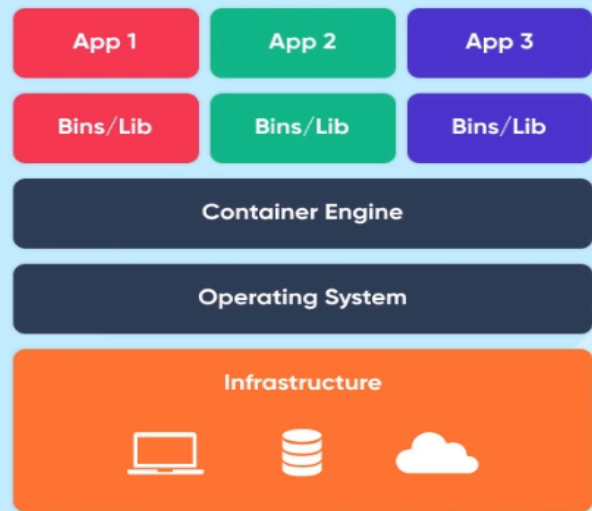 App 1 App 2 App 3
Bins/Lib Bins/Lib Bins/Lib
Container Engine
Operating System
Infrastructure